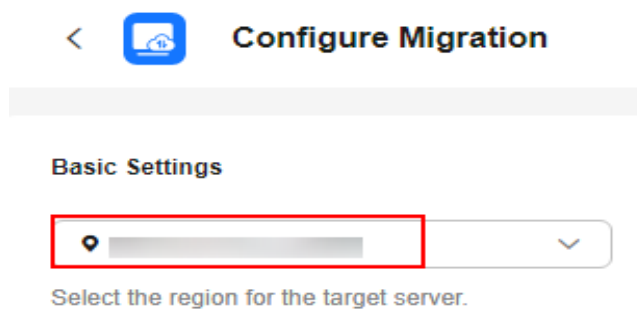 Configure Migration
Basic Settings
Select the region for the target server.